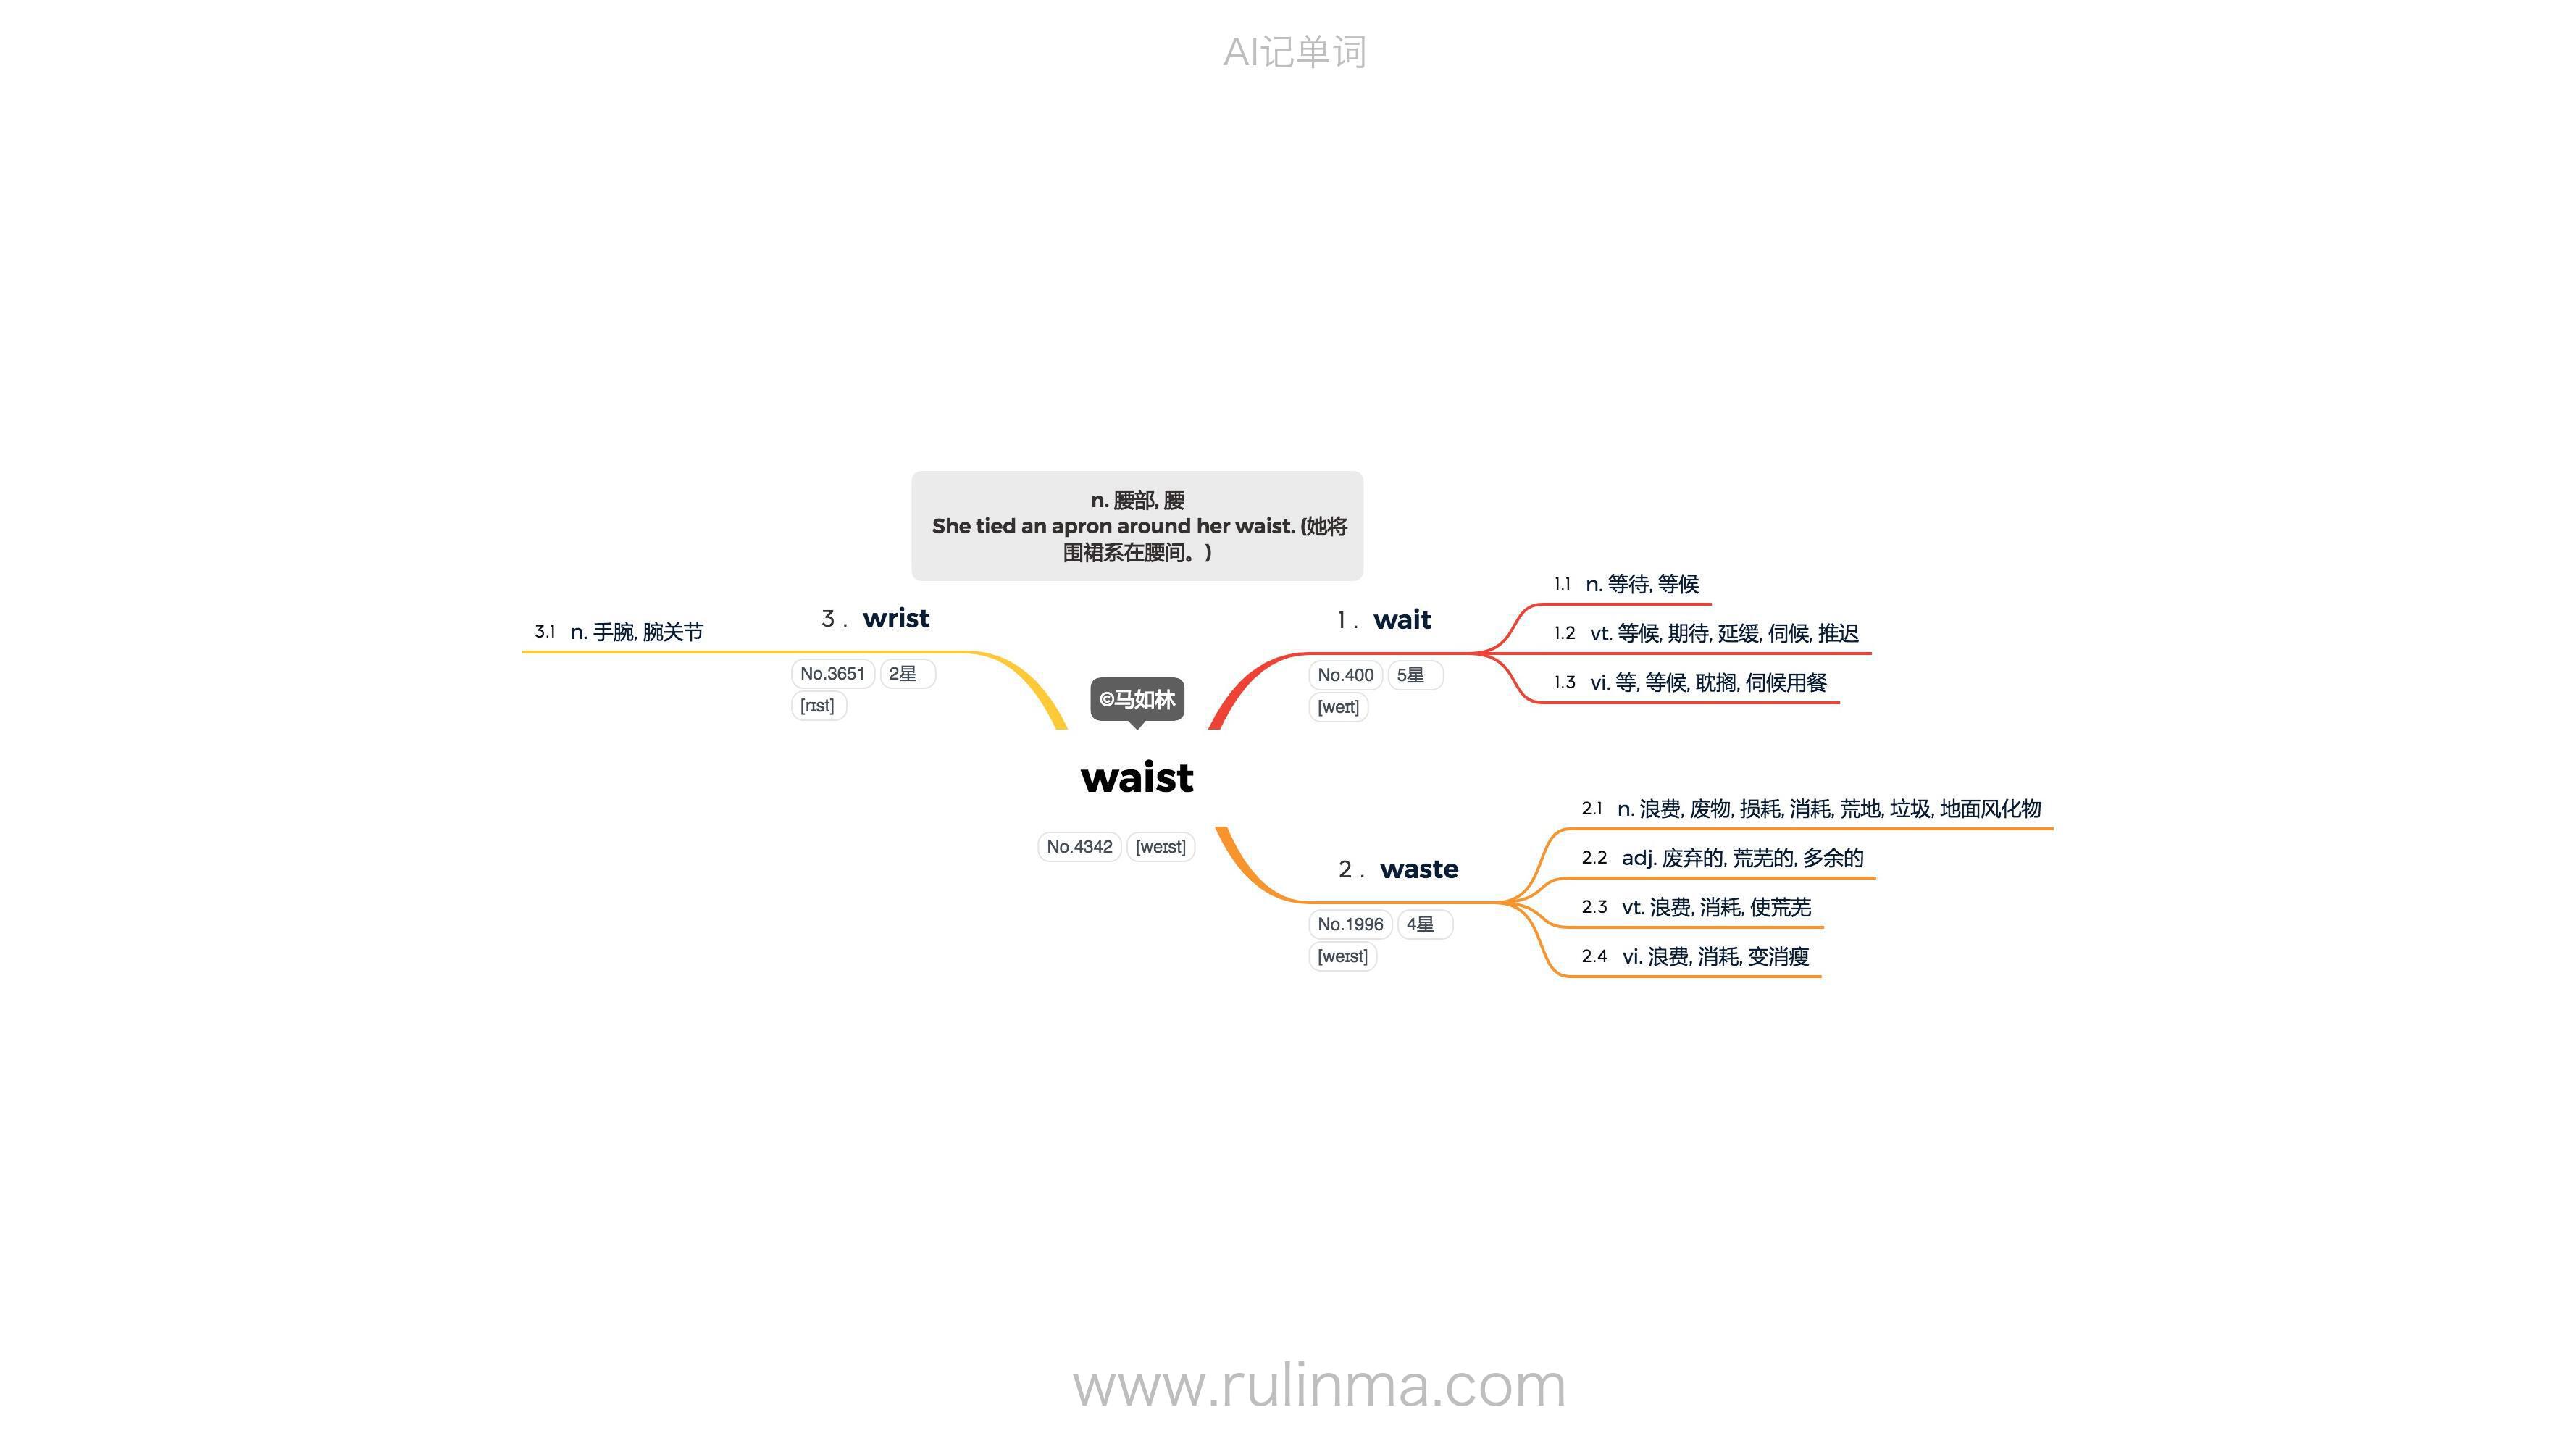 AI记单词
n. 腰部, 腰
She tied an apron around her waist. (她将
围裙系在腰间。)
©马如林
waist
No.4342 [weɪst]
1. wait
No.400 5星
[weɪt]
1.1 n. 等待, 等候
1.2 vt. 等候, 期待, 延缓, 伺候, 推迟
1.3 vi. 等, 等候, 耽搁, 伺候用餐
2. waste
No.1996 4星
[weɪst]
2.1 n. 浪费, 废物, 损耗, 消耗, 荒地, 垃圾, 地面风化物
2.2 adj. 废弃的, 荒芜的, 多余的
2.3 vt. 浪费, 消耗, 使荒芜
2.4 vi. 浪费, 消耗, 变消瘦
3. wrist
No.3651 2星
[rɪst]
3.1 n. 手腕, 腕关节
www.rulinma.com